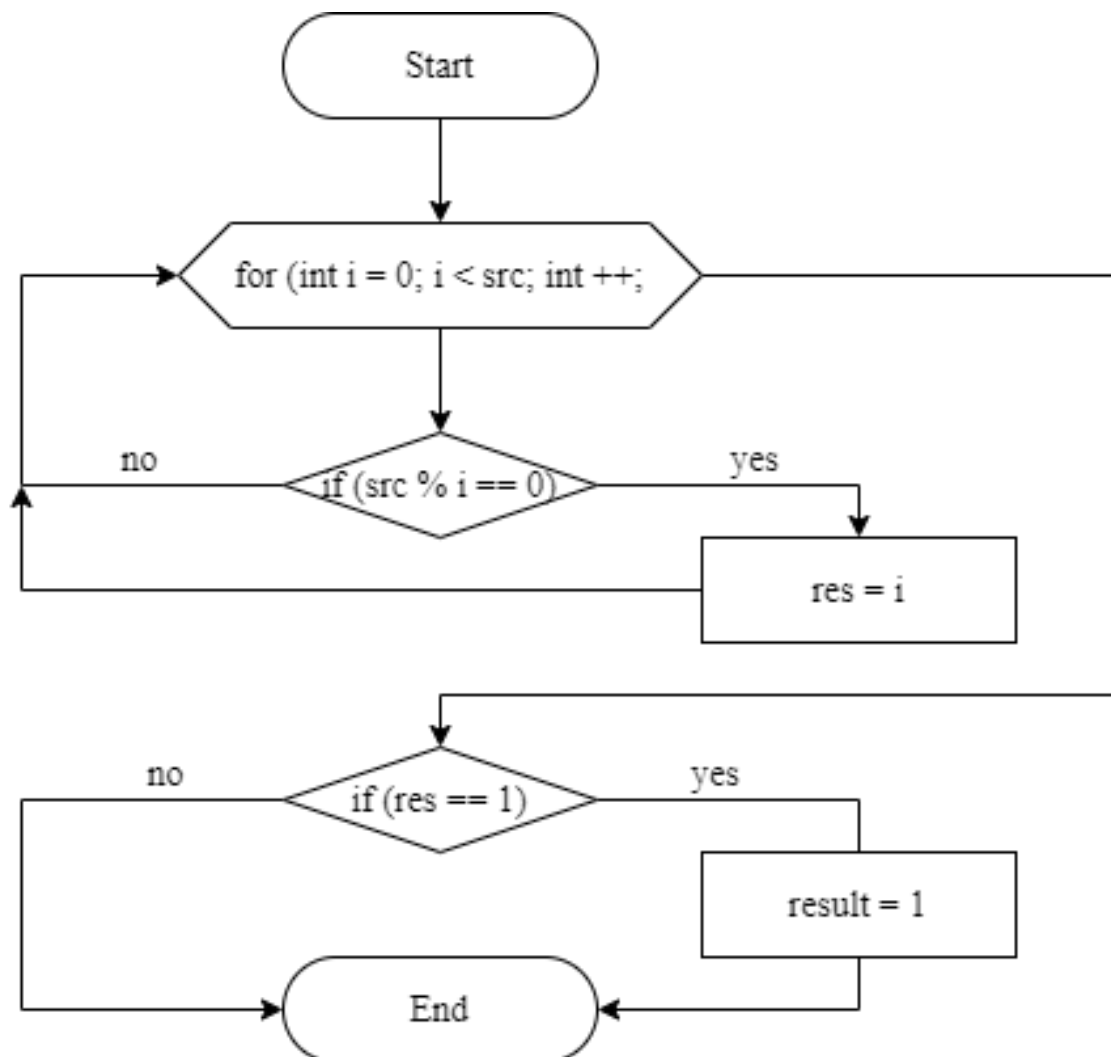 Start
for (int i = 0; i < src; int ++;
no
if (src % i == 0)
yes
res = i
no
if (res == 1)
yes
result = 1
End